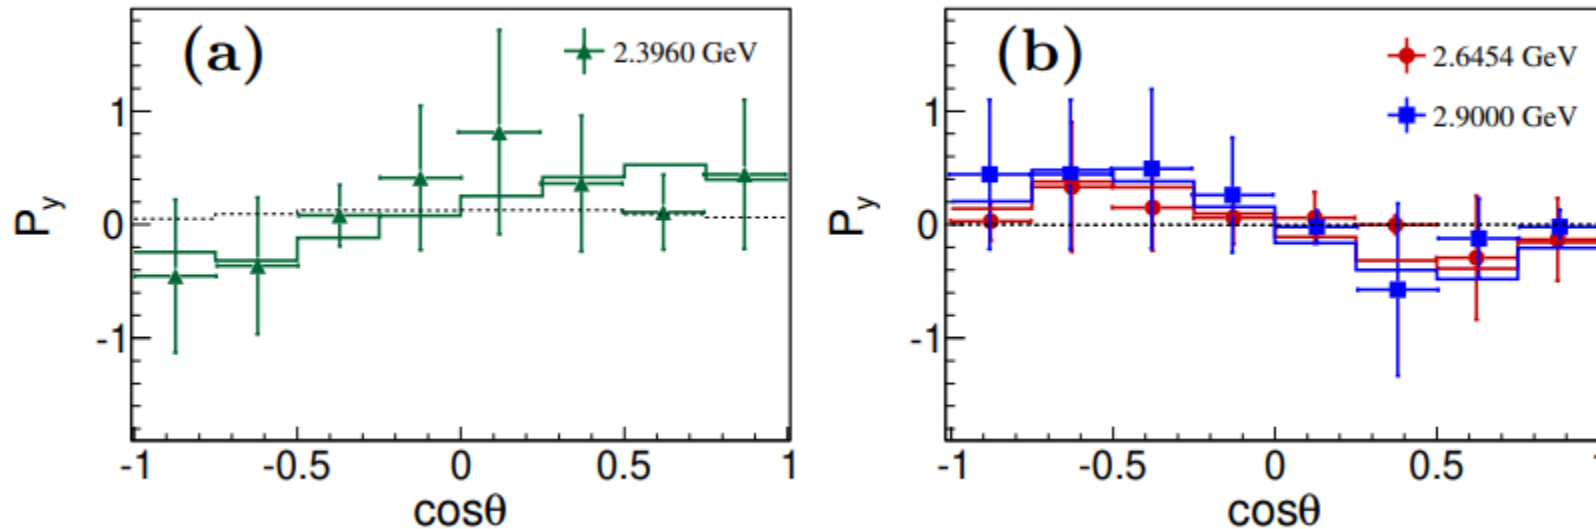 (a)
2.3960 GeV
1
0
-1
P_y
-1 -0.5 0 0.5 1
cosθ
(b)
2.6454 GeV
2.9000 GeV
1
0
-1
P_y
-1 -0.5 0 0.5
cosθ